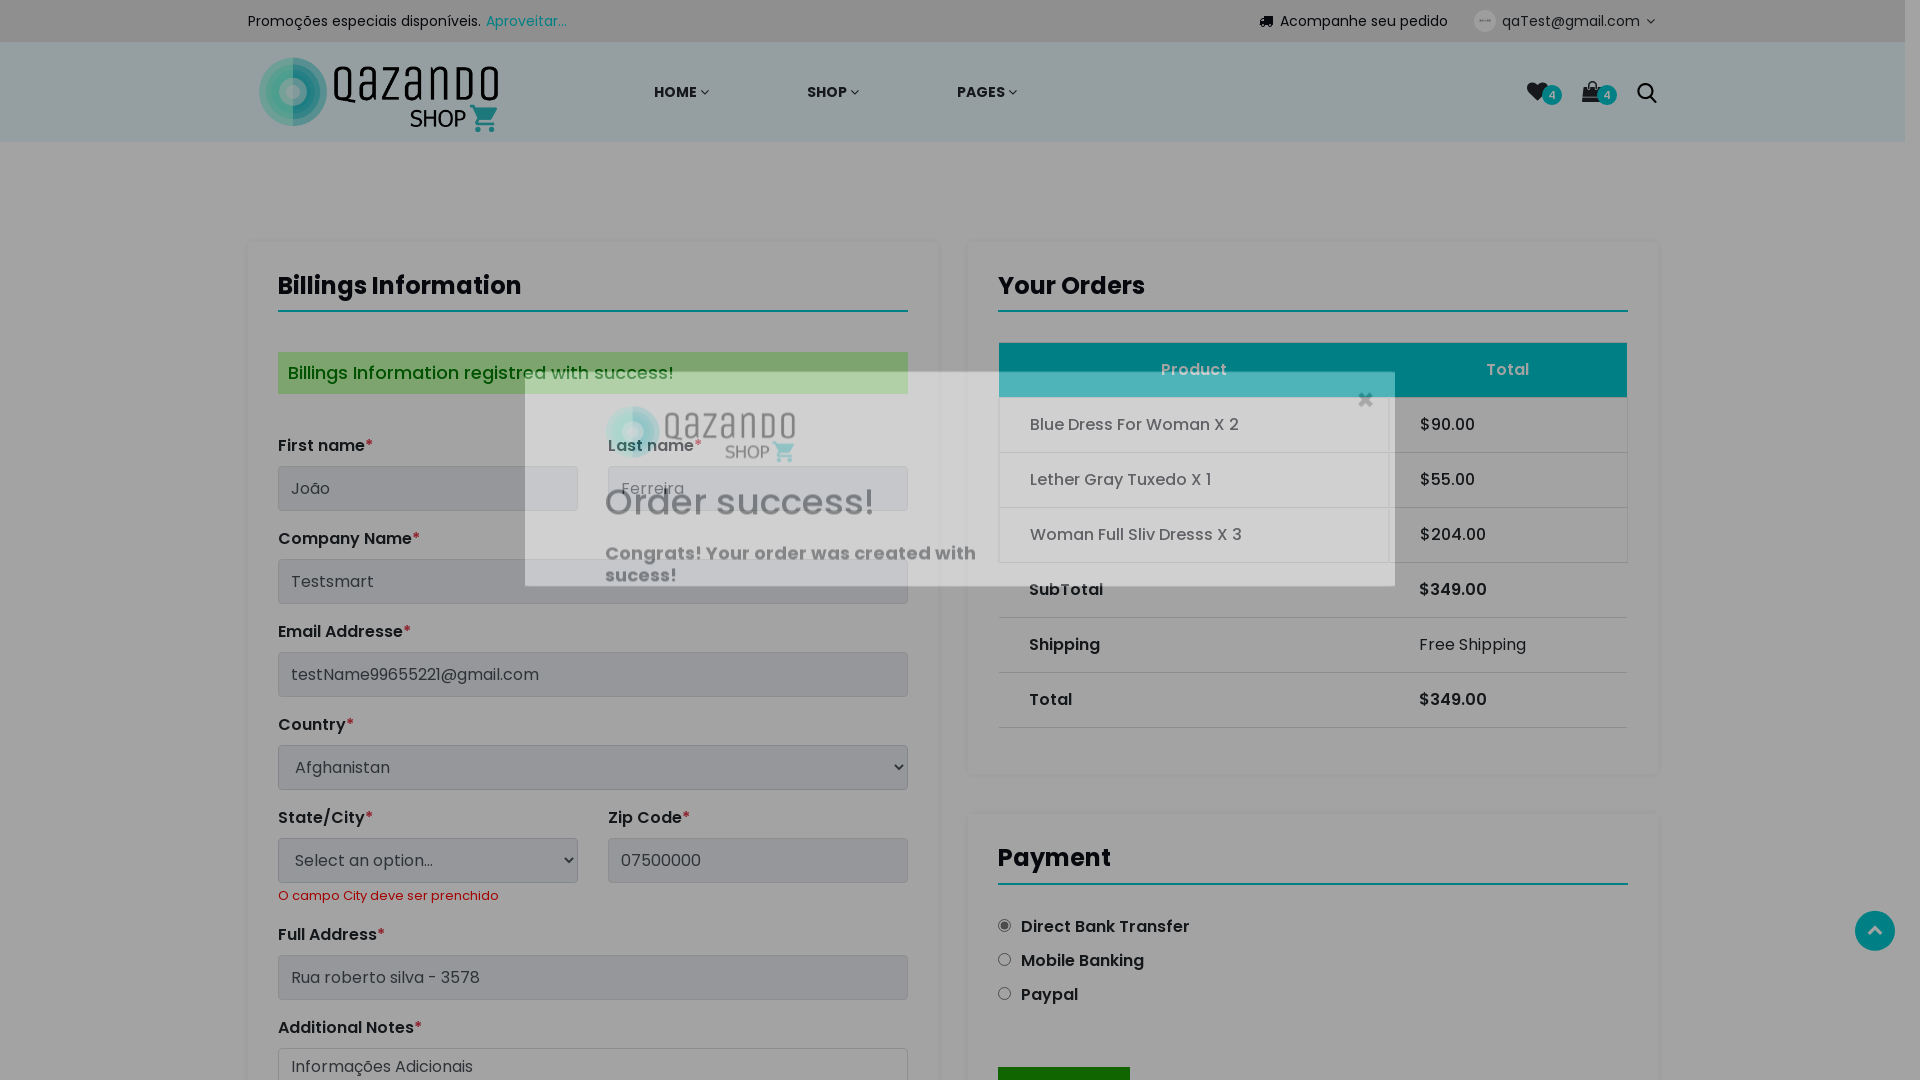 Promoções especiais disponíveis. Aproveitar...
Acompanhe seu pedido
qaTest@gmail.com
QAZANDO
SHOP
HOME
SHOP
PAGES
4
4
Billings Information
Billings Information registred with success!
First name*
Last name*
João
Ferreira
Company Name*
Testsmart
Email Addresse*
testName99655221@gmail.com
Country*
Afghanistan
State/City*
Zip Code*
Select an option...
07500000
O campo City deve ser prenchido
Full Address*
Rua roberto silva - 3578
Additional Notes*
Informações Adicionais
QAZANDO
SHOP
Order success!
Congrats! Your order was created with
sucess!
Your Orders
Product Total
Blue Dress For Woman X 2 $90.00
Lether Gray Tuxedo X 1 $55.00
Woman Full Sliv Dresss X 3 $204.00
SubTotal $349.00
Shipping Free Shipping
Total $349.00
Payment
Direct Bank Transfer
Mobile Banking
Paypal